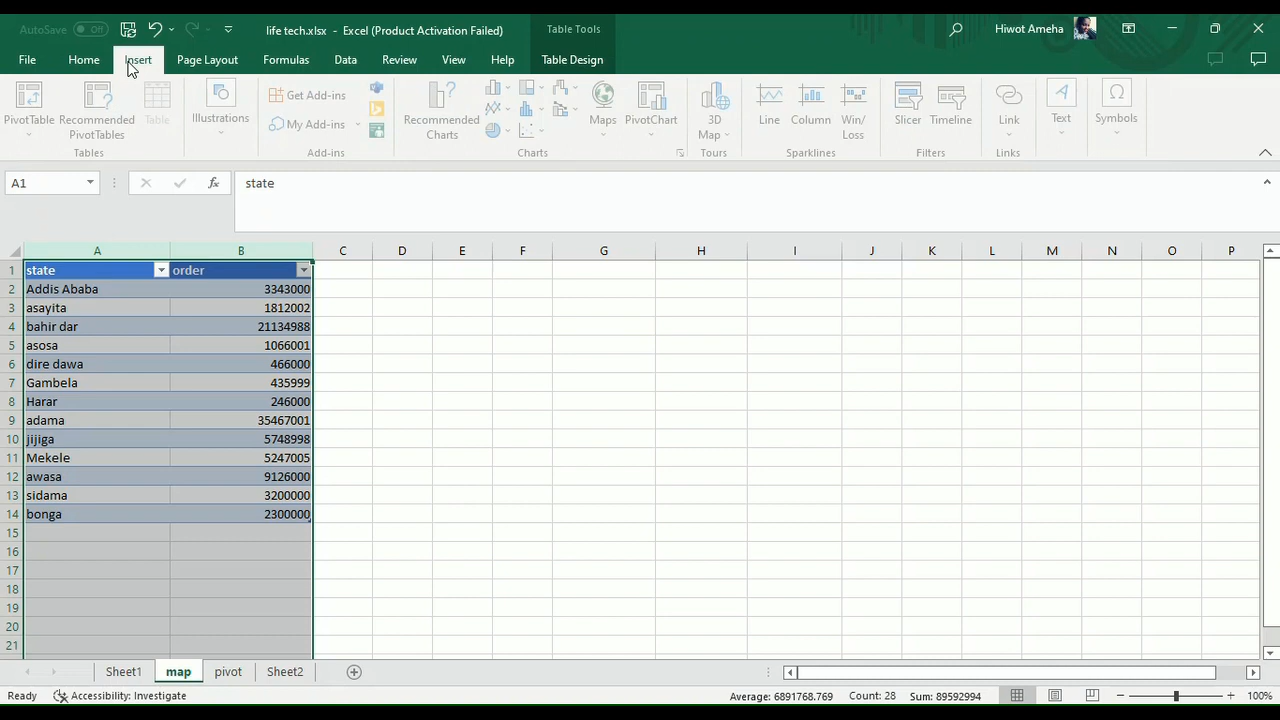 AutoSave Off life tech.xlsx - Excel (Product Activation Failed) Table Tools Hiwot Ameha
File Home Insert Page Layout Formulas Data Review View Help Table Design
PivotTable Recommended PivotTables Table
Tables
Illustrations
Get Add-ins
My Add-ins
Add-ins
Recommended Charts
Maps PivotChart
Charts
3D Map
Tours
Line Column Win/Loss
Sparklines
Slicer Timeline
Filters
Link
Links
Text
Symbols
A1 fx state
A B C D E F G H I J K L M N O P
1 state order
2 Addis Ababa 3343000
3 asayita 1812002
4 bahir dar 21134988
5 asosa 1066001
6 dire dawa 466000
7 Gambela 435999
8 Harar 246000
9 adama 35467001
10 jijiga 5748998
11 Mekele 5247005
12 awasa 9126000
13 sidama 3200000
14 bonga 2300000
15
16
17
18
19
20
21
Sheet1 map pivot Sheet2
Ready Accessibility: Investigate Average: 6891768.769 Count: 28 Sum: 89592994 100%